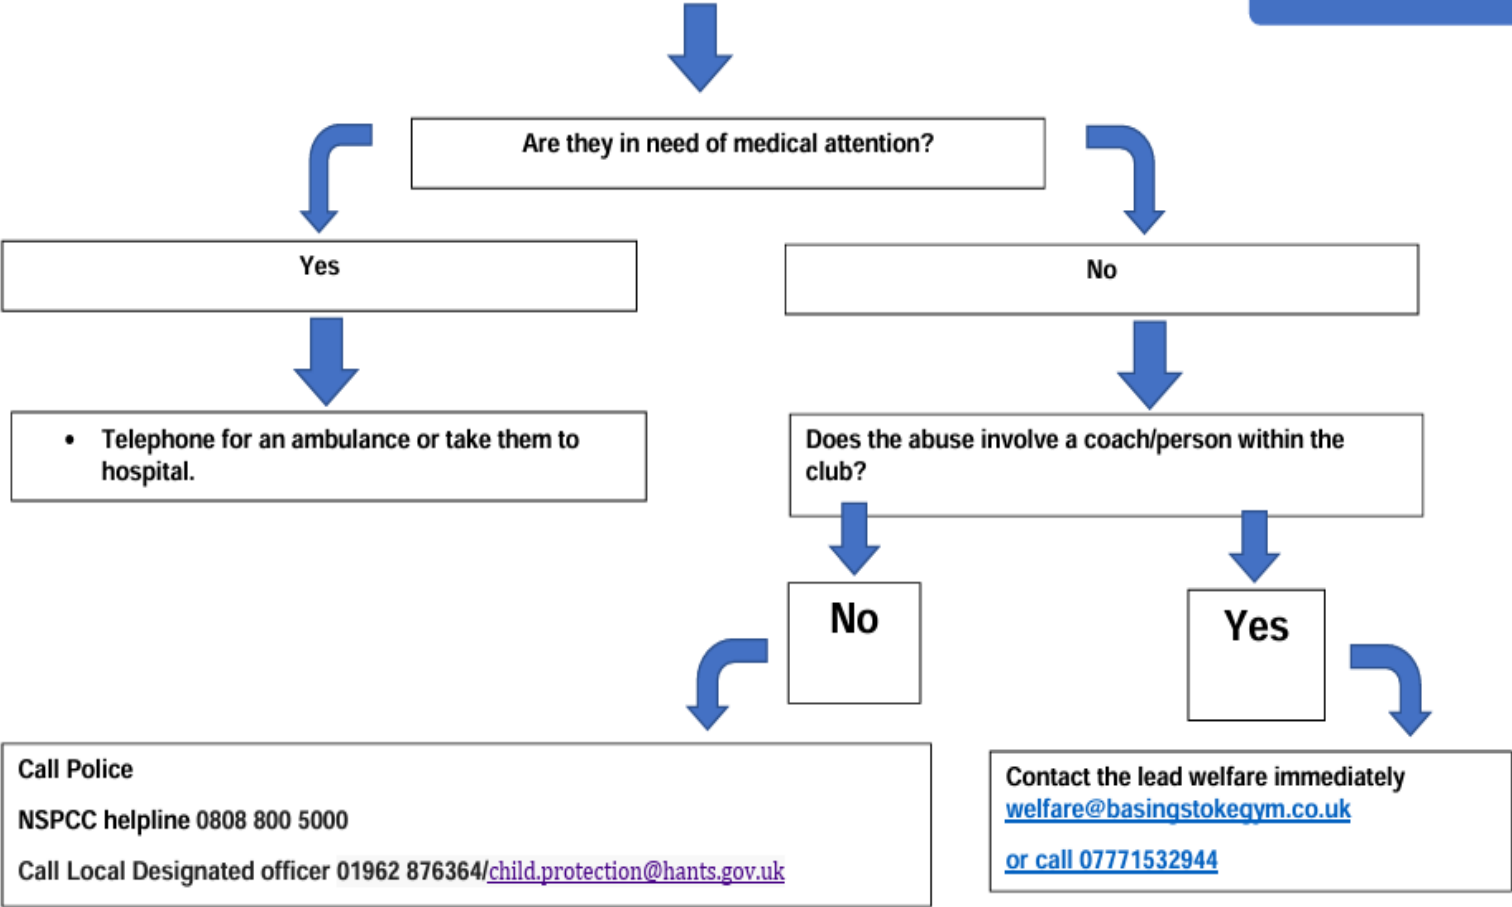 Are they in need of medical attention?
Yes
No
• Telephone for an ambulance or take them to
hospital.
Does the abuse involve a coach/person within the
club?
No
Yes
Call Police
NSPCC helpline 0808 800 5000
Call Local Designated officer 01962 876364/child.protection@hants.gov.uk
Contact the lead welfare immediately
welfare@basingstokegym.co.uk
or call 07771532944